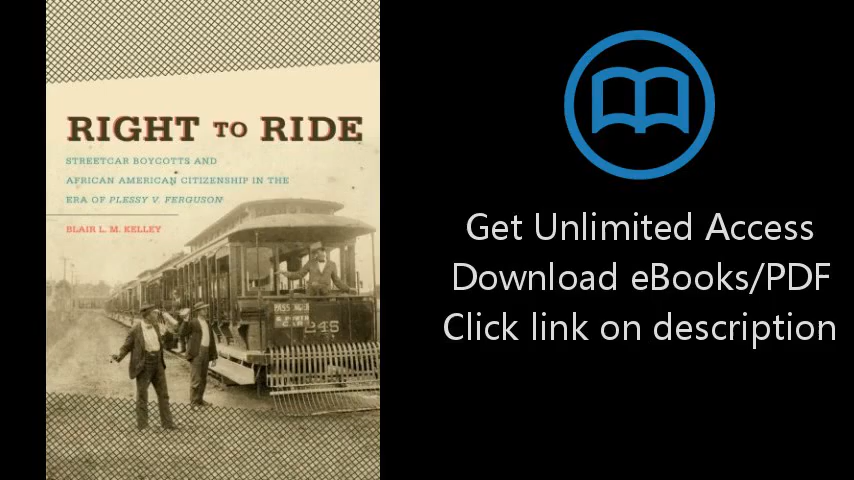 RIGHT TO RIDE
STREETCAR BOYCOTTS AND
AFRICAN AMERICAN CITIZENSHIP IN THE
ERA OF PLESSY V. FERGUSON
BLAIR L. M. KELLEY
245
Get Unlimited Access
Download eBooks/PDF
Click link on description